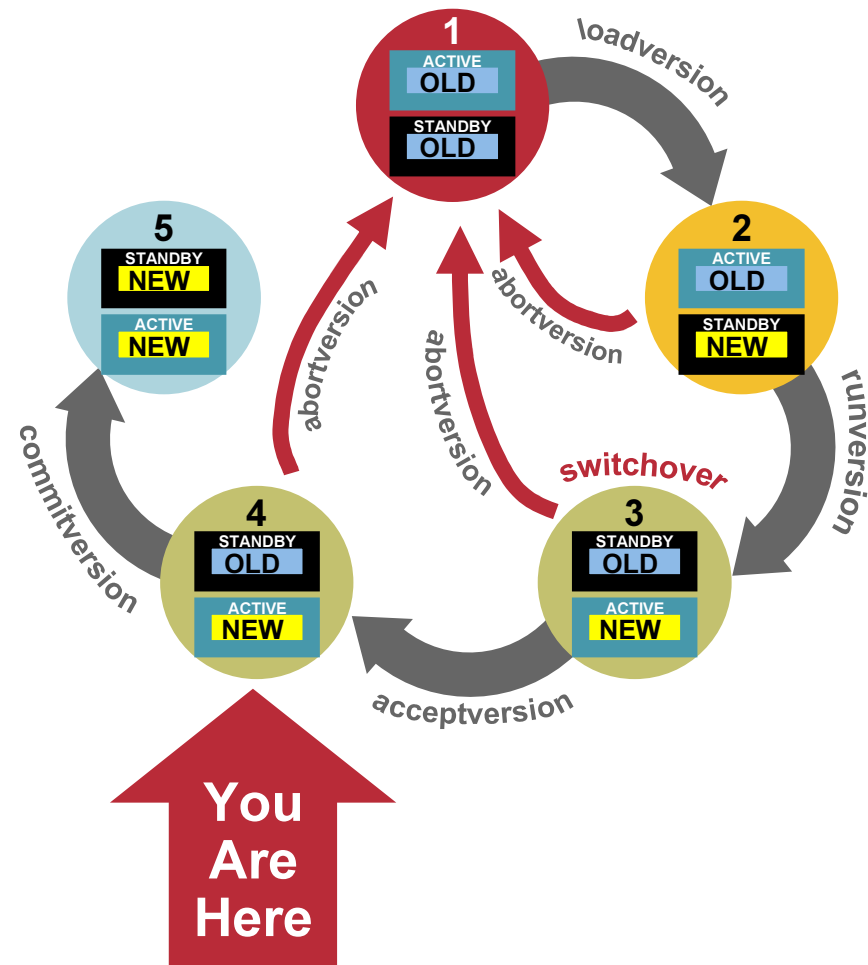 1
ACTIVE
OLD
STANDBY
OLD
loadversion
2
ACTIVE
OLD
STANDBY
NEW
runversion
switchover
3
STANDBY
OLD
ACTIVE
NEW
acceptversion
4
STANDBY
OLD
ACTIVE
NEW
commitversion
5
STANDBY
NEW
ACTIVE
NEW
abortversion
abortversion
abortversion
You
Are
Here